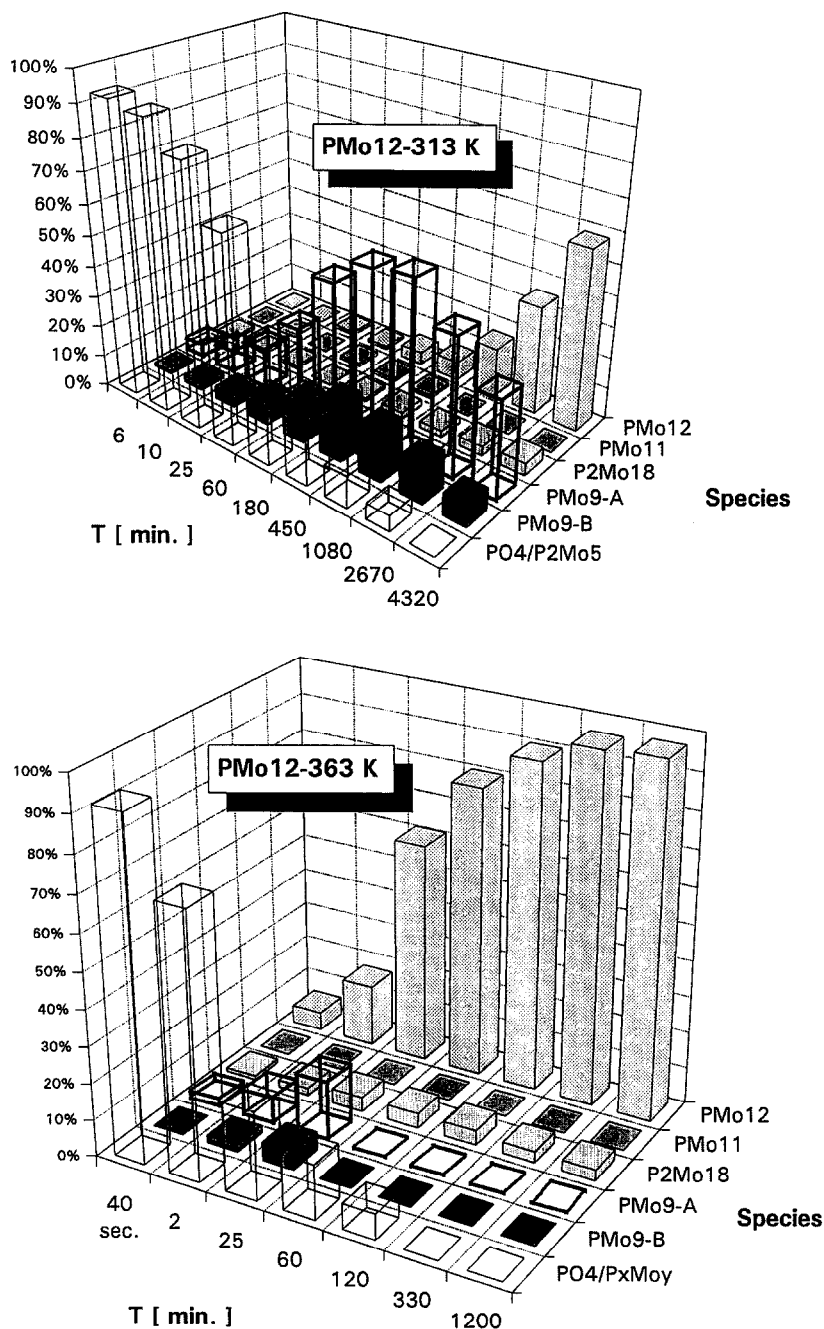 100%
90%
80%
70%
60%
50%
40%
30%
20%
10%
0%
PMo12-313 K
6
10
25
60
180
450
1080
2670
4320
T [ min. ]
PMo12
PMo11
P2Mo18
PMo9-A
PMo9-B
PO4/P2Mo5
Species
100%
90%
80%
70%
60%
50%
40%
30%
20%
10%
0%
PMo12-363 K
40
sec.
2
25
60
120
330
1200
T [ min. ]
PMo12
PMo11
P2Mo18
PMo9-A
PMo9-B
PO4/PxMoy
Species